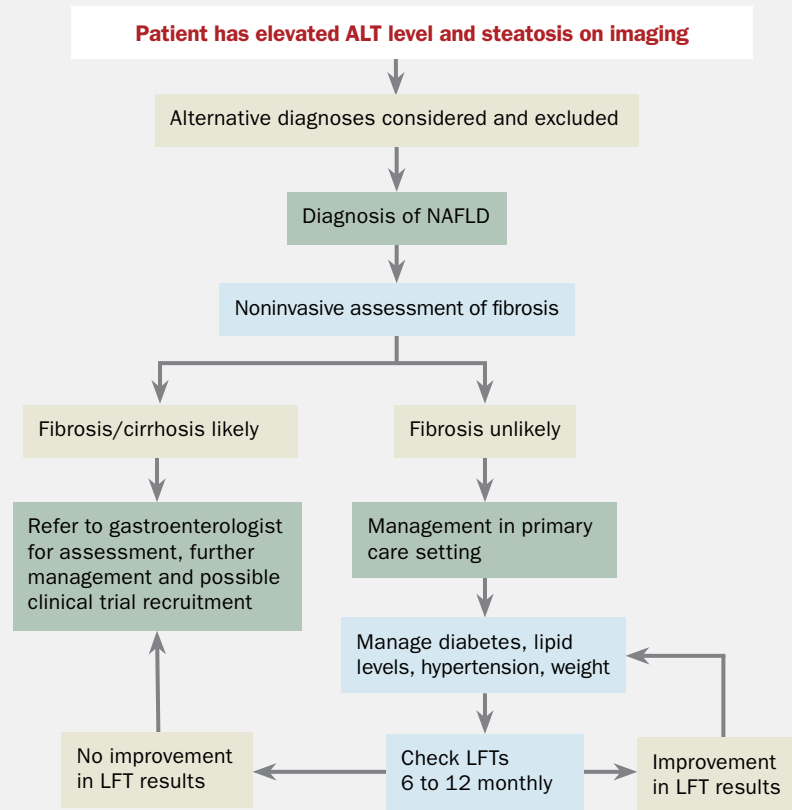 Patient has elevated ALT level and steatosis on imaging
Alternative diagnoses considered and excluded
Diagnosis of NAFLD
Noninvasive assessment of fibrosis
Fibrosis/cirrhosis likely
Fibrosis unlikely
Refer to gastroenterologist
for assessment, further
management and possible
clinical trial recruitment
Management in primary
care setting
Manage diabetes, lipid
levels, hypertension, weight
No improvement
in LFT results
Check LFTs
6 to 12 monthly
Improvement
in LFT results